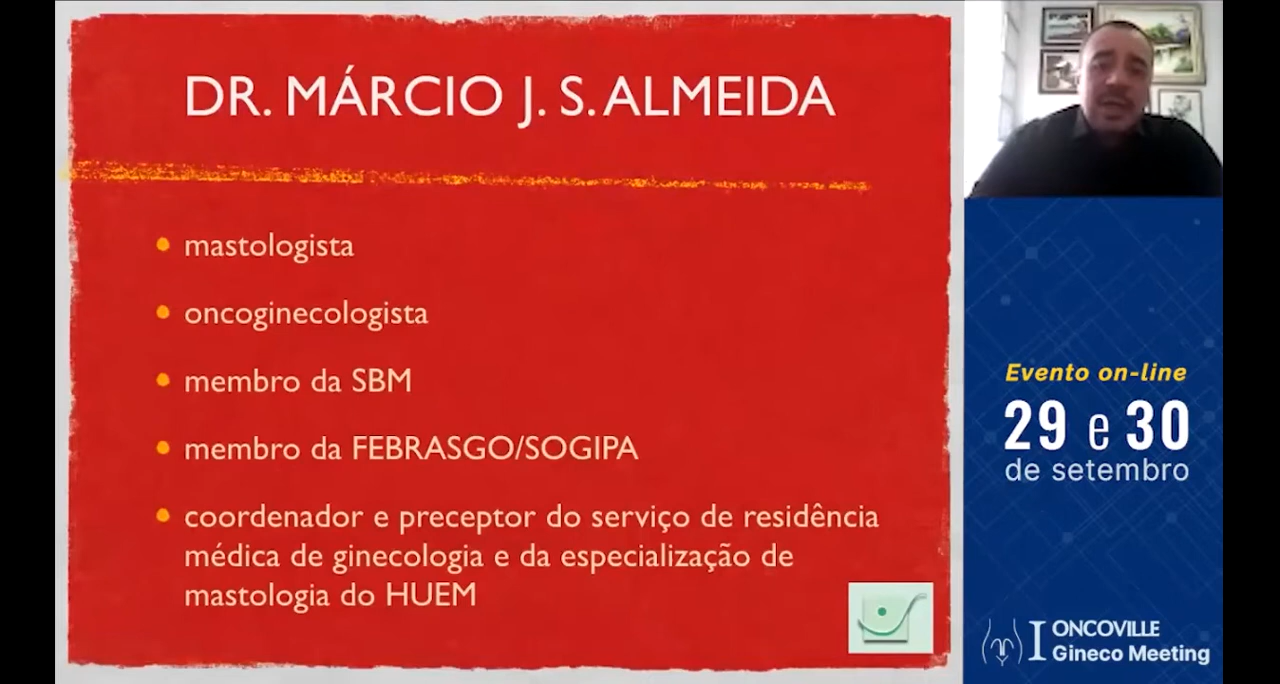 DR. MÁRCIO J. S. ALMEIDA
mastologista
oncoginecologista
membro da SBM
membro da FEBRASGO/SOGIPA
coordenador e preceptor do serviço de residência
médica de ginecologia e da especialização de
mastologia do HUEM
Evento on-line
29 e 30
de setembro
I ONCOVILLE
Gineco Meeting